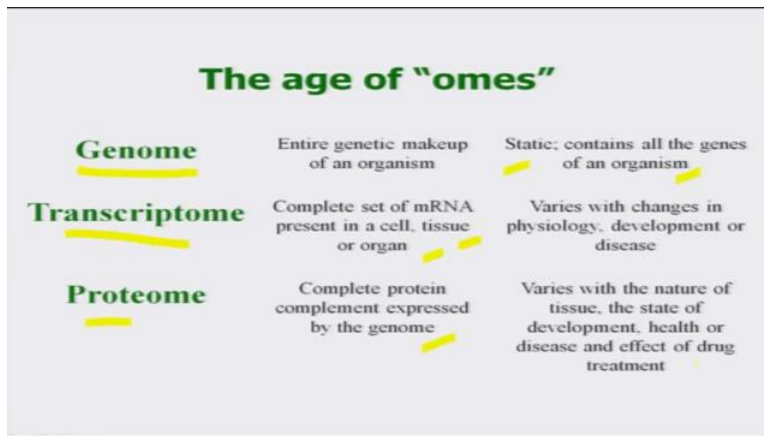 The age of “omes”
Genome
Entire genetic makeup
of an organism
Static; contains all the genes
of an organism
Transcriptome
Complete set of mRNA
present in a cell, tissue
or organ
Varies with changes in
physiology, development or
disease
Proteome
Complete protein
complement expressed
by the genome
Varies with the nature of
tissue, the state of
development, health or
disease and effect of drug
treatment